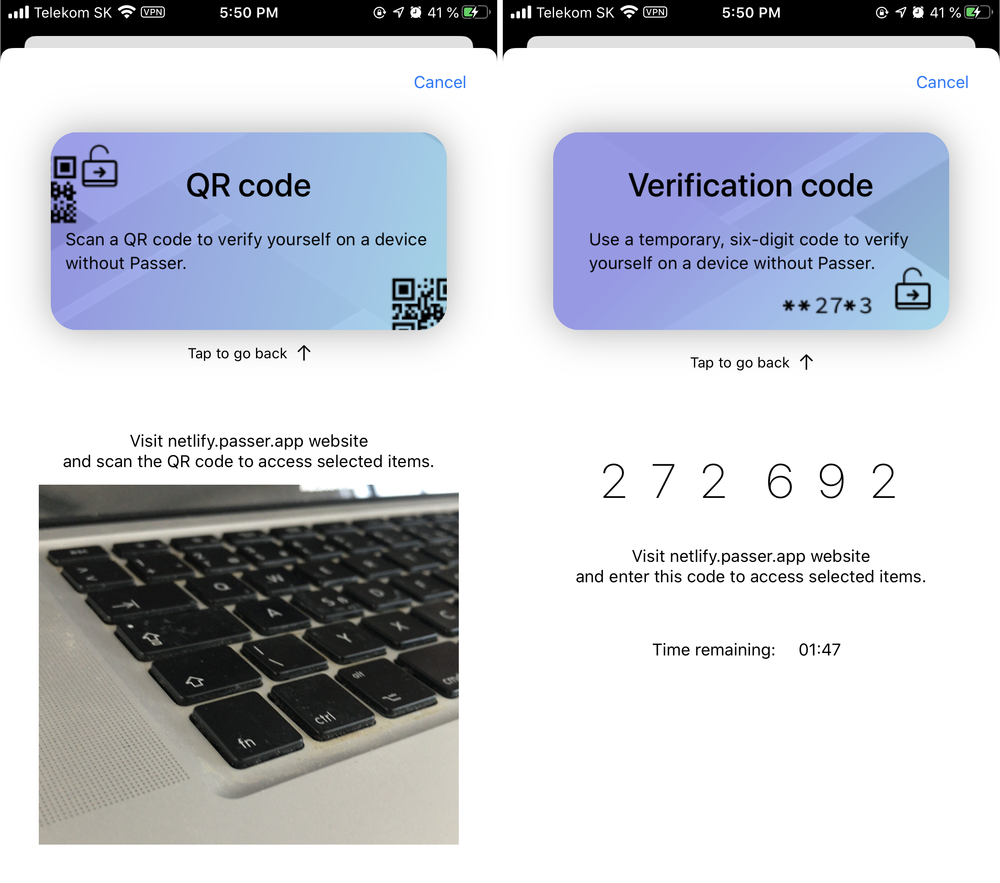 Telekom SK VPN 5:50 PM 41 %
Cancel
QR code
Scan a QR code to verify yourself on a device
without Passer.
Tap to go back ↑
Visit netlify.passer.app website
and scan the QR code to access selected items.
Q W E R
A S D F
Y X C
alt
cmd
ctrl
fn
Telekom SK VPN 5:50 PM 41 %
Cancel
Verification code
Use a temporary, six-digit code to verify
yourself on a device without Passer.
**27*3
Tap to go back ↑
2 7 2 6 9 2
Visit netlify.passer.app website
and enter this code to access selected items.
Time remaining: 01:47